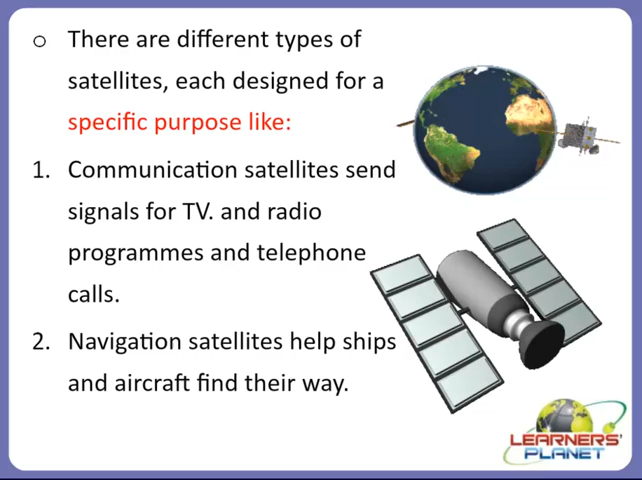 o There are different types of
satellites, each designed for a
specific purpose like:
1. Communication satellites send
signals for TV. and radio
programmes and telephone
calls.
2. Navigation satellites help ships
and aircraft find their way.
LEARNERS'
PLANET